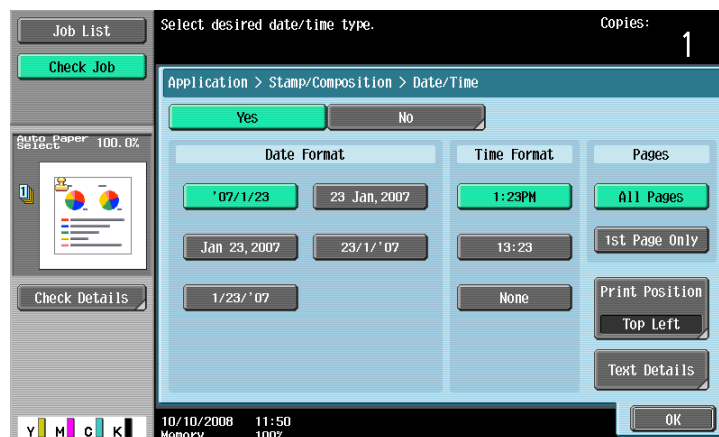 Job List
Check Job
Select desired date/time type.
Copies:
1
Application > Stamp/Composition > Date/Time
Yes
No
Auto Paper Select 100.0%
1
Date Format
Time Format
Pages
'07/1/23
23 Jan,2007
1:23PM
All Pages
Jan 23,2007
23/1/'07
13:23
1st Page Only
1/23/'07
None
Print Position
Top Left
Check Details
Text Details
Y M C K
10/10/2008 11:50
Memory 100%
OK